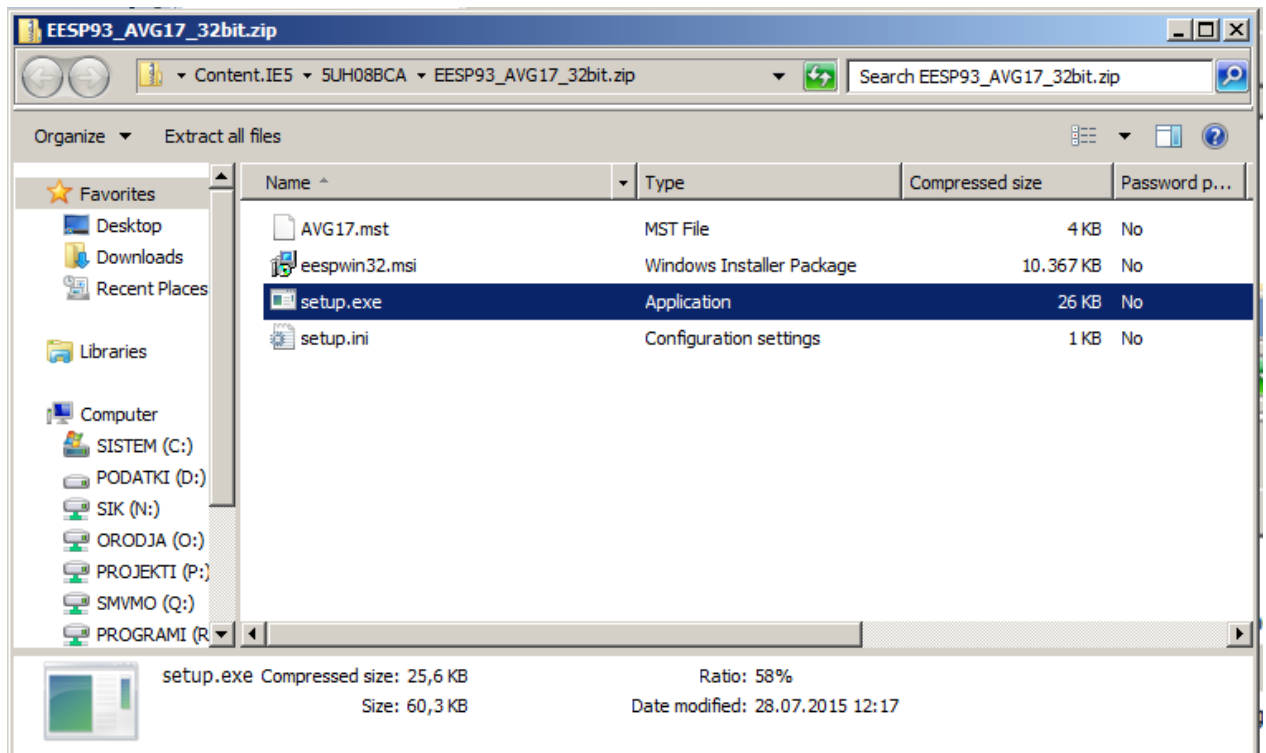 EESP93_AVG17_32bit.zip
Content.IE5 5UH08BCA EESP93_AVG17_32bit.zip Search EESP93_AVG17_32bit.zip
Organize Extract all files
Favorites
Desktop
Downloads
Recent Places
Libraries
Computer
SISTEM (C:)
PODATKI (D:)
SIK (N:)
ORODJA (O:)
PROJEKTI (P:)
SMVMO (Q:)
PROGRAMI (R
Name Type Compressed size Password p...
AVG17.mst MST File 4 KB No
eespwin32.msi Windows Installer Package 10.367 KB No
setup.exe Application 26 KB No
setup.ini Configuration settings 1 KB No
setup.exe Compressed size: 25,6 KB Ratio: 58%
Size: 60,3 KB Date modified: 28.07.2015 12:17